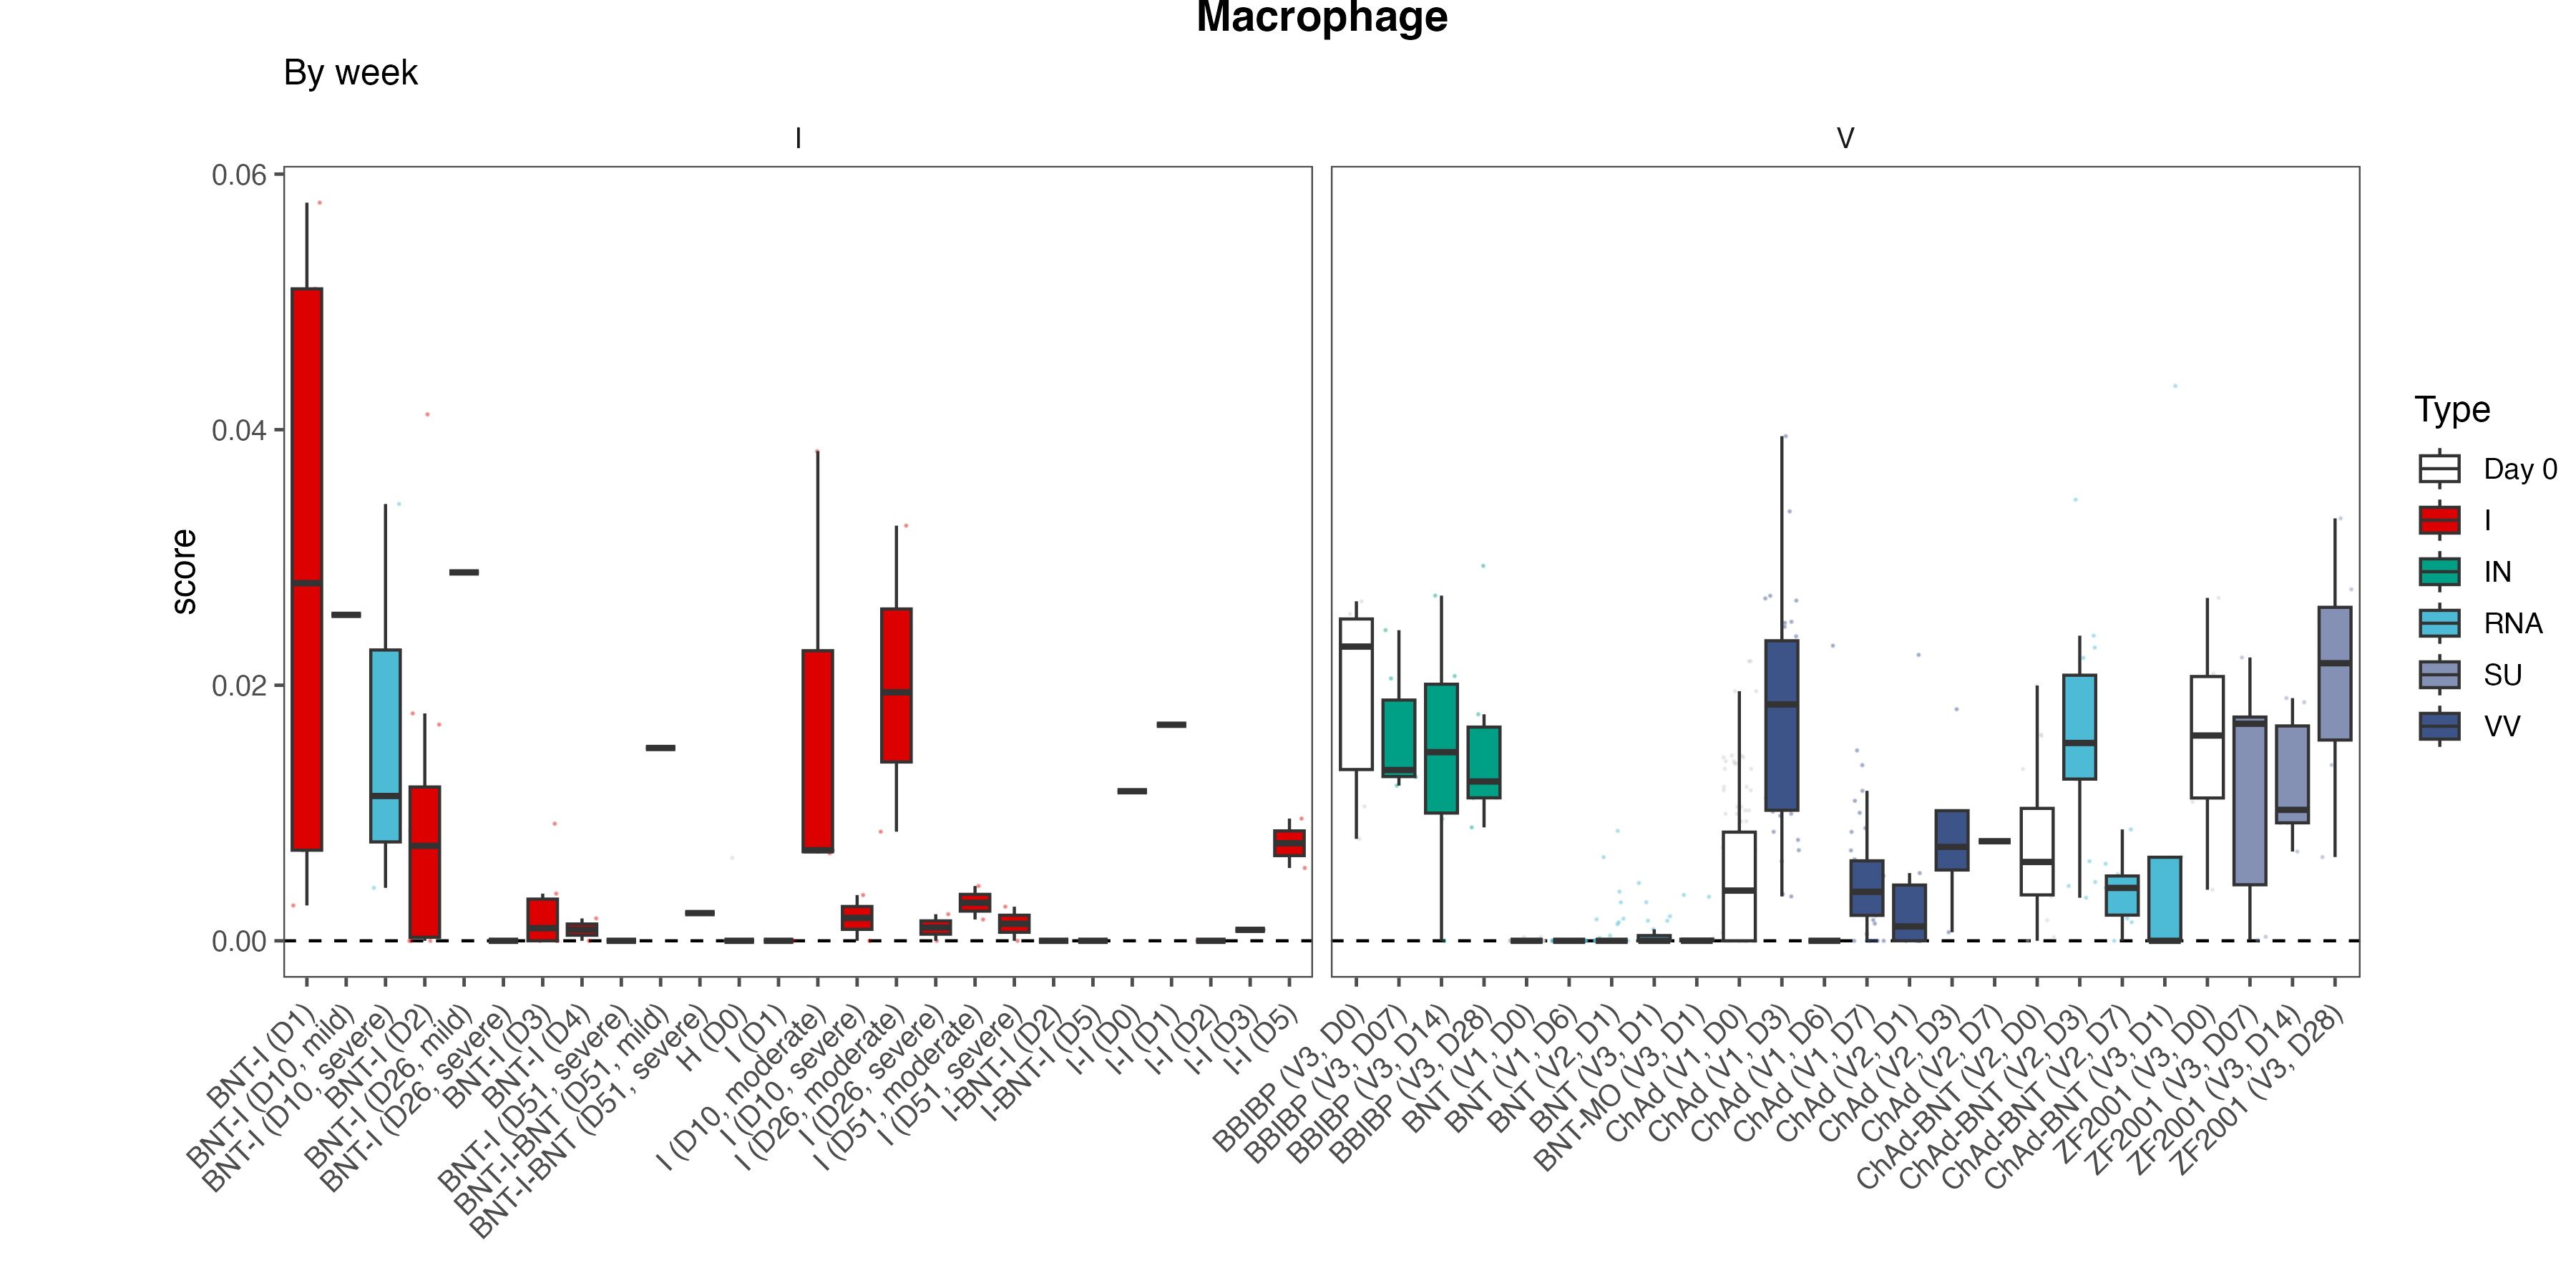 Macrophage
By week
I
V
0.06
0.04
0.02
0.00
score
BNT-I (D1)
BNT-I (D10, mild)
BNT-I (D10, severe)
BNT-I (D2)
BNT-I (D26, mild)
BNT-I (D26, severe)
BNT-I (D3)
BNT-I (D4)
BNT-I (D51, severe)
BNT-I-BNT (D51, mild)
BNT-I-BNT (D51, severe)
H (D0)
I (D1)
I (D10, moderate)
I (D10, severe)
I (D26, moderate)
I (D26, severe)
I (D51, moderate)
I (D51, severe)
I-BNT-I (D2)
I-BNT-I (D5)
I-I (D0)
I-I (D1)
I-I (D2)
I-I (D3)
I-I (D5)
BBIBP (V3, D0)
BBIBP (V3, D07)
BBIBP (V3, D14)
BBIBP (V3, D28)
BNT (V1, D0)
BNT (V1, D6)
BNT (V2, D1)
BNT (V3, D1)
BNT-MO (V3, D1)
ChAd (V1, D0)
ChAd (V1, D3)
ChAd (V1, D6)
ChAd (V1, D7)
ChAd (V2, D1)
ChAd (V2, D3)
ChAd (V2, D7)
ChAd-BNT (V2, D0)
ChAd-BNT (V2, D3)
ChAd-BNT (V2, D7)
ChAd-BNT (V3, D1)
ZF2001 (V3, D0)
ZF2001 (V3, D07)
ZF2001 (V3, D14)
ZF2001 (V3, D28)
Type
Day 0
I
IN
RNA
SU
VV